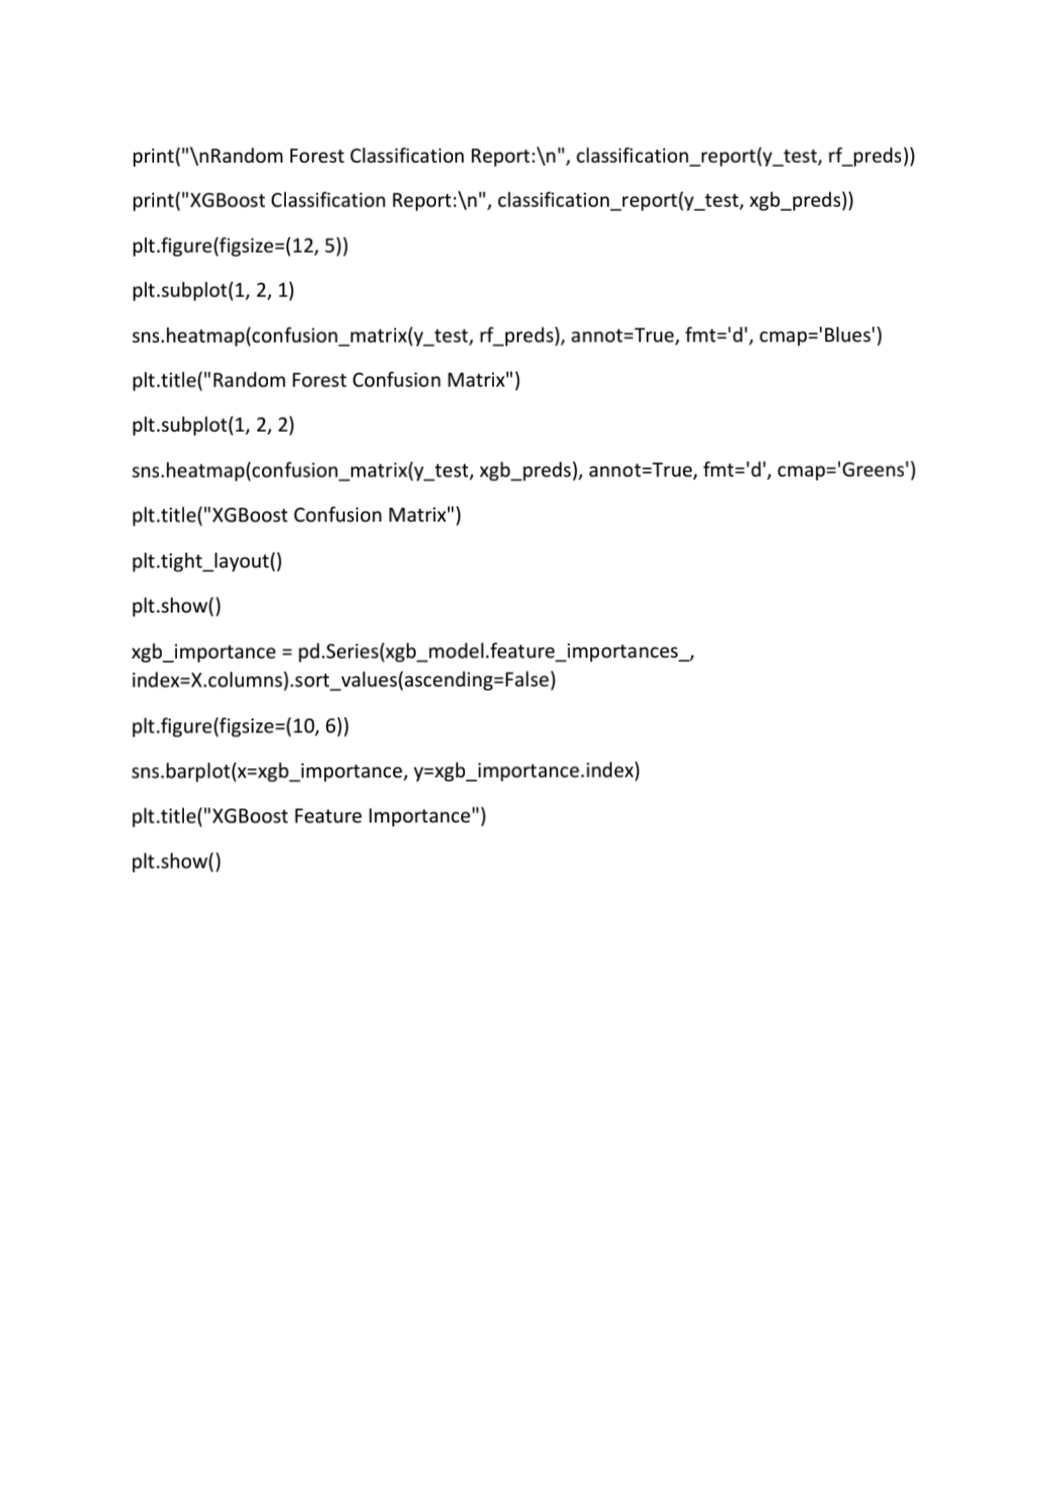 print("\nRandom Forest Classification Report:\n", classification_report(y_test, rf_preds))
print("XGBoost Classification Report:\n", classification_report(y_test, xgb_preds))
plt.figure(figsize=(12, 5))
plt.subplot(1, 2, 1)
sns.heatmap(confusion_matrix(y_test, rf_preds), annot=True, fmt='d', cmap='Blues')
plt.title("Random Forest Confusion Matrix")
plt.subplot(1, 2, 2)
sns.heatmap(confusion_matrix(y_test, xgb_preds), annot=True, fmt='d', cmap='Greens')
plt.title("XGBoost Confusion Matrix")
plt.tight_layout()
plt.show()
xgb_importance = pd.Series(xgb_model.feature_importances_,
index=X.columns).sort_values(ascending=False)
plt.figure(figsize=(10, 6))
sns.barplot(x=xgb_importance, y=xgb_importance.index)
plt.title("XGBoost Feature Importance")
plt.show()